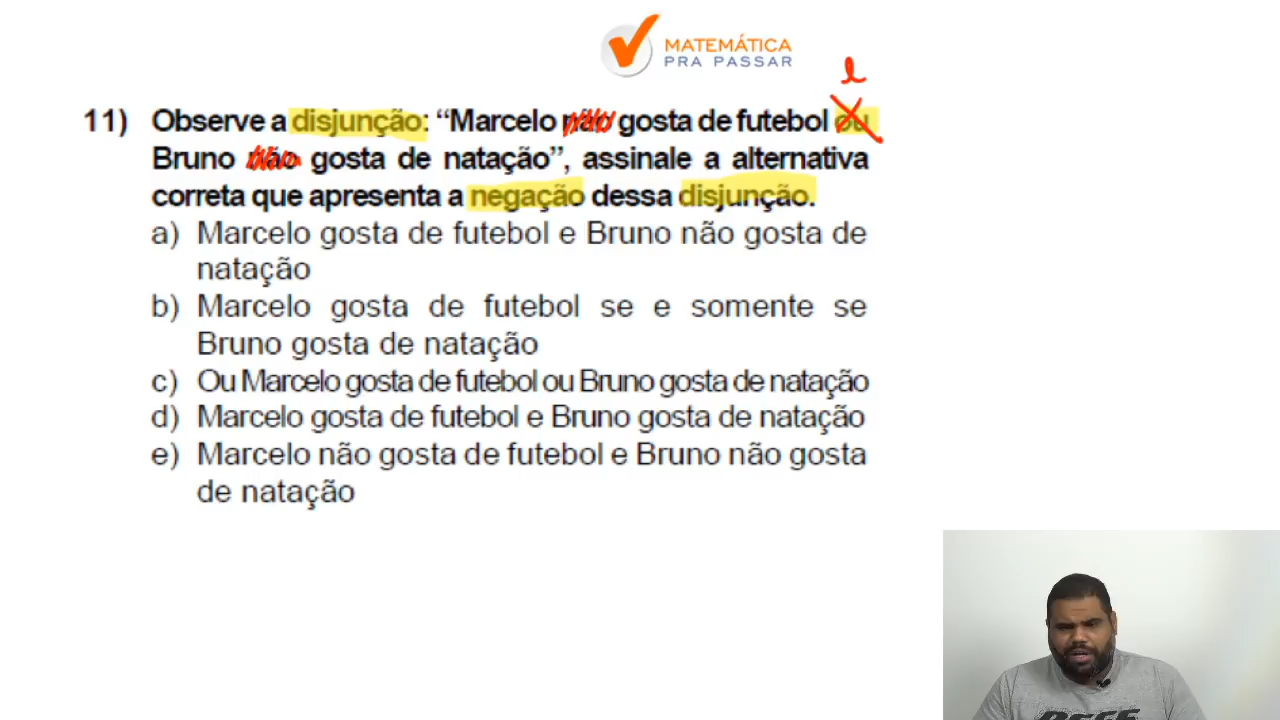 MATEMÁTICA
PRA PASSAR
e
11) Observe a disjunção: “Marcelo não gosta de futebol ou
Bruno não gosta de natação”, assinale a alternativa
correta que apresenta a negação dessa disjunção.
a) Marcelo gosta de futebol e Bruno não gosta de
natação
b) Marcelo gosta de futebol se e somente se
Bruno gosta de natação
c) Ou Marcelo gosta de futebol ou Bruno gosta de natação
d) Marcelo gosta de futebol e Bruno gosta de natação
e) Marcelo não gosta de futebol e Bruno não gosta
de natação